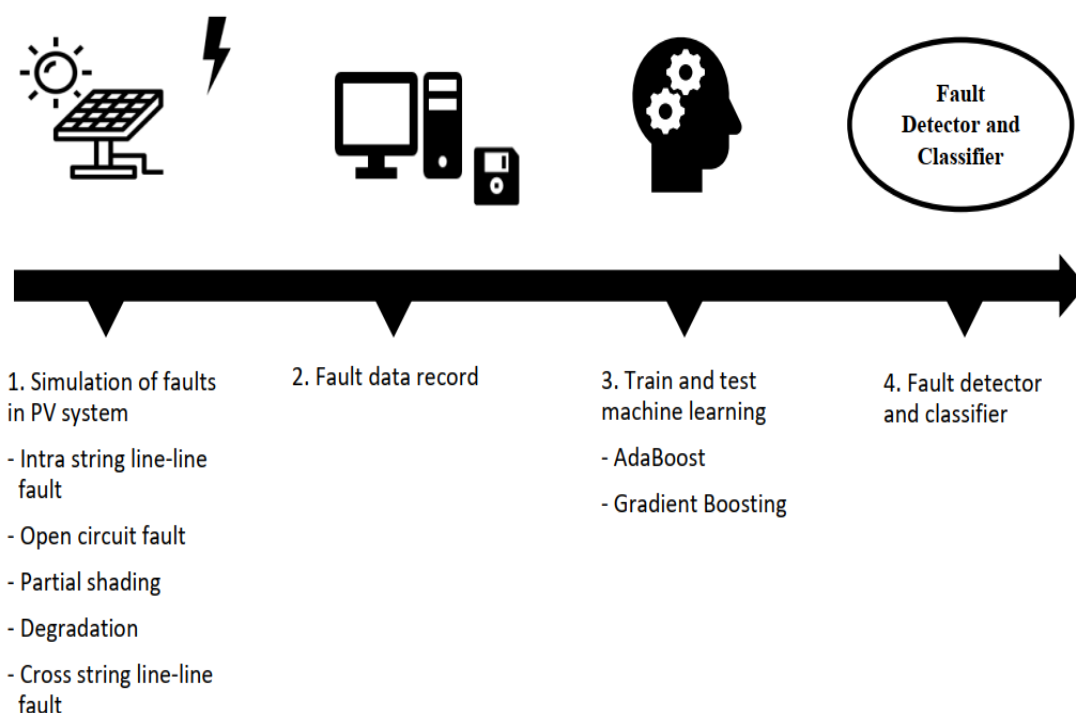 Fault
Detector and
Classifier
1. Simulation of faults
in PV system
- Intra string line-line
fault
- Open circuit fault
- Partial shading
- Degradation
- Cross string line-line
fault
2. Fault data record
3. Train and test
machine learning
- AdaBoost
- Gradient Boosting
4. Fault detector
and classifier